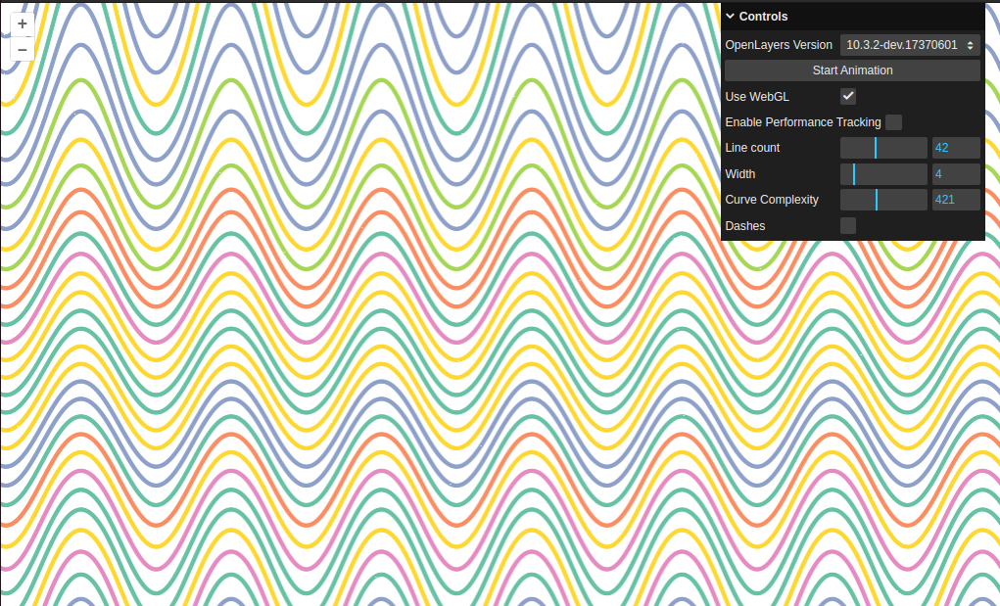 +
−
Controls
OpenLayers Version 10.3.2-dev.17370601
Start Animation
Use WebGL
Enable Performance Tracking
Line count 42
Width 4
Curve Complexity 421
Dashes